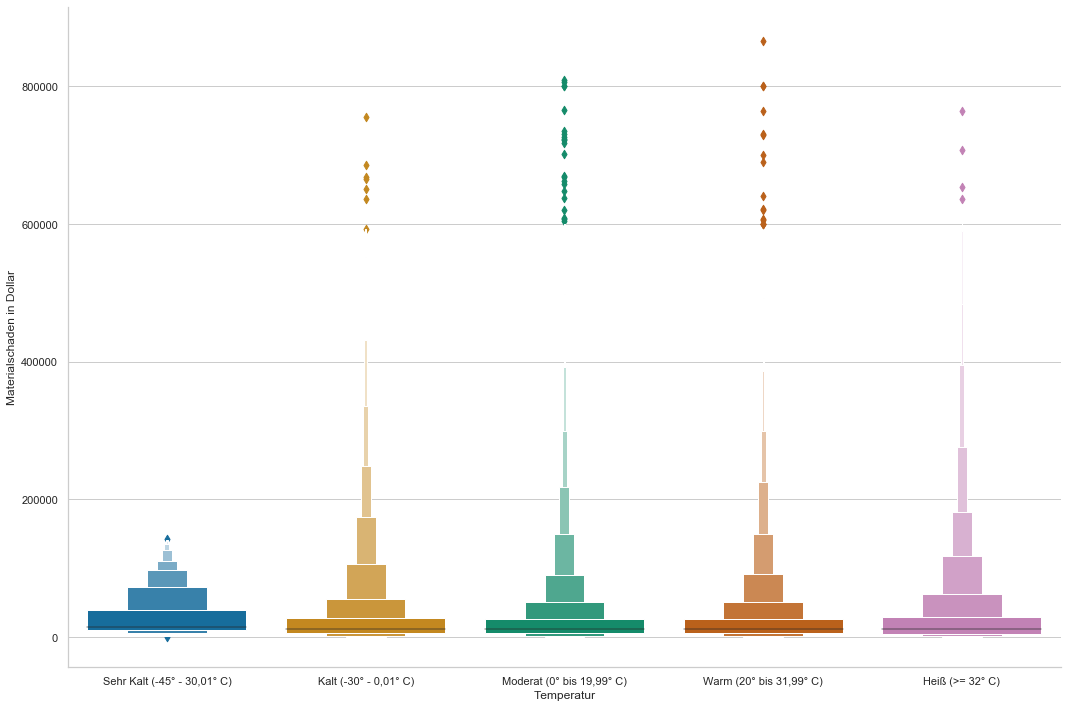 800000
600000
400000
200000
0
Materialschaden in Dollar
Sehr Kalt (-45° - 30,01° C)
Kalt (-30° - 0,01° C)
Moderat (0° bis 19,99° C)
Warm (20° bis 31,99° C)
Heiß (>= 32° C)
Temperatur